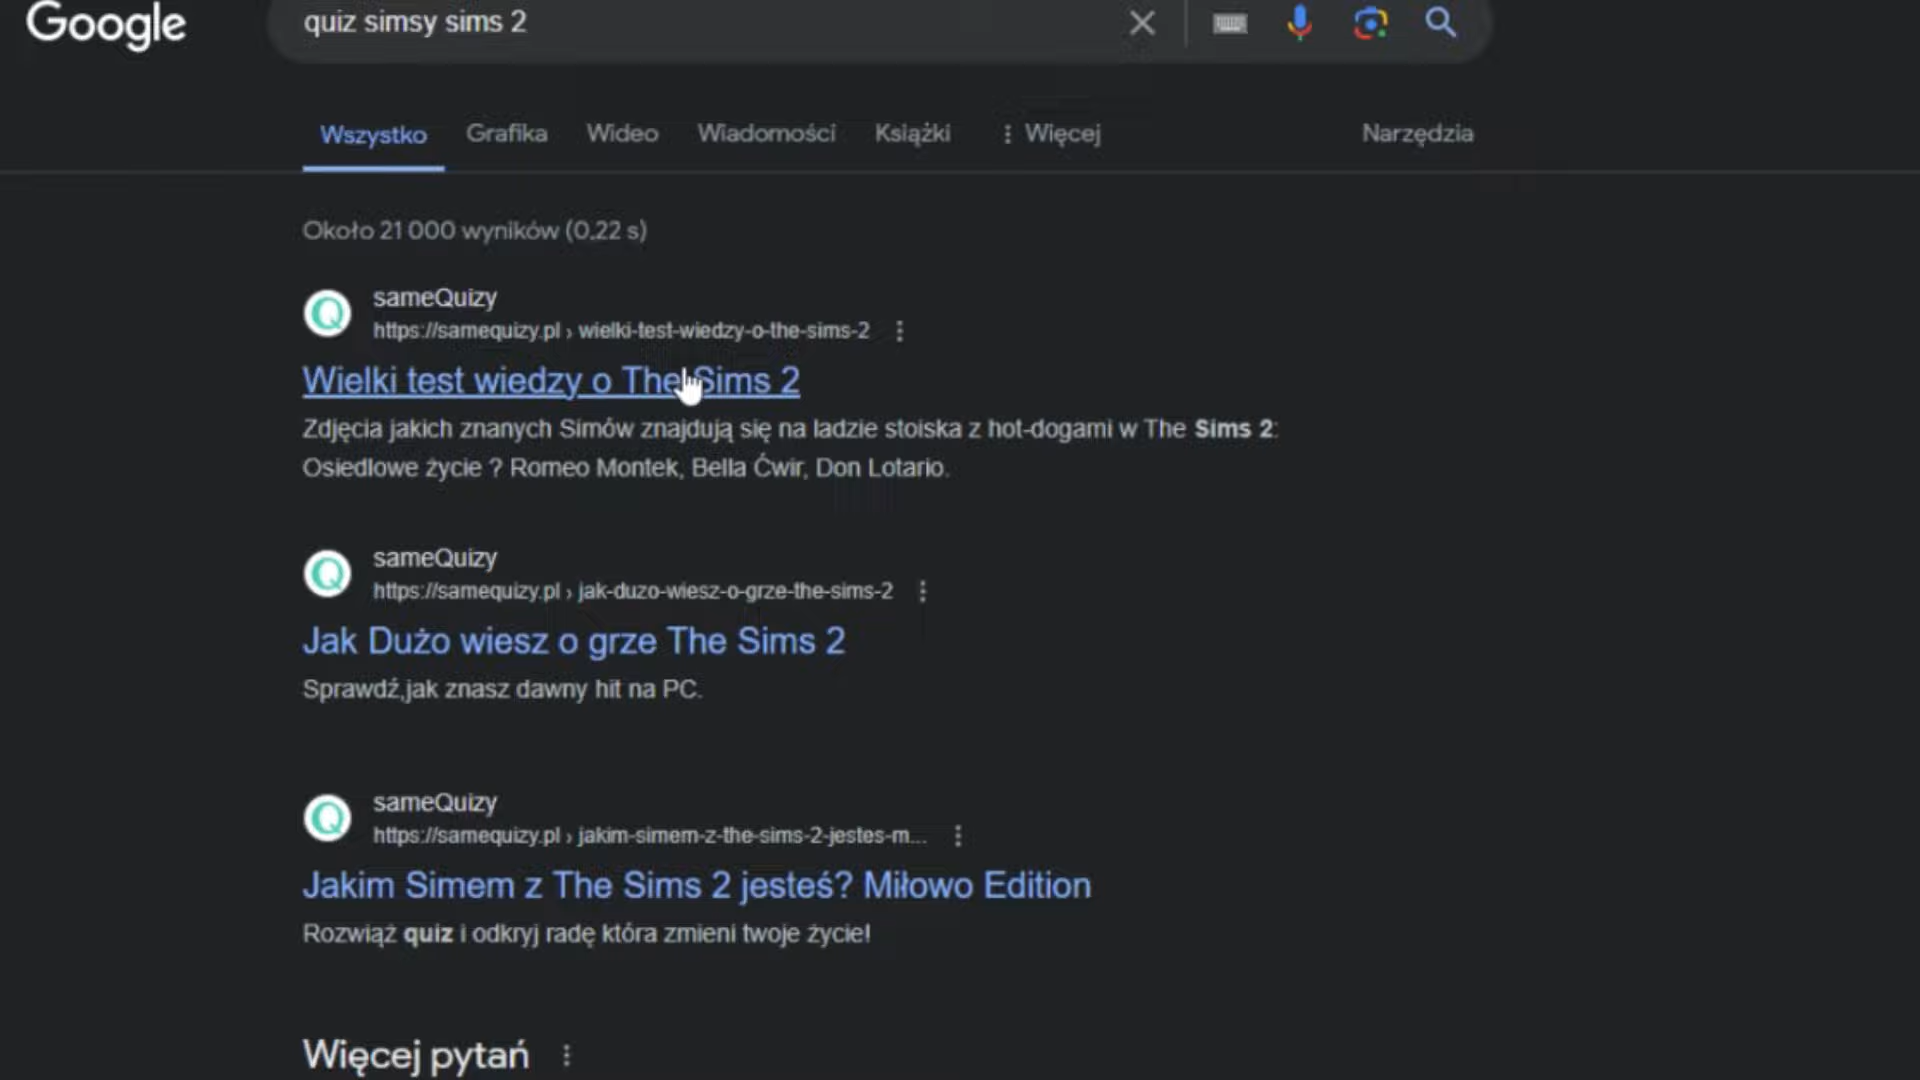 Google
quiz simsy sims 2
Wszystko Grafika Wideo Wiadomości Książki Więcej Narzędzia
Około 21 000 wyników (0,22 s)
sameQuizy
https://samequizy.pl › wielki-test-wiedzy-o-the-sims-2
Wielki test wiedzy o The Sims 2
Zdjęcia jakich znanych Simów znajdują się na ladzie stoiska z hot-dogami w The Sims 2:
Osiedlowe życie ? Romeo Montek, Bella Ćwir, Don Lotario.
sameQuizy
https://samequizy.pl › jak-duzo-wiesz-o-grze-the-sims-2
Jak Dużo wiesz o grze The Sims 2
Sprawdź,jak znasz dawny hit na PC.
sameQuizy
https://samequizy.pl › jakim-simem-z-the-sims-2-jestes-m...
Jakim Simem z The Sims 2 jesteś? Miłowo Edition
Rozwiąż quiz i odkryj radę która zmieni twoje życie!
Więcej pytań